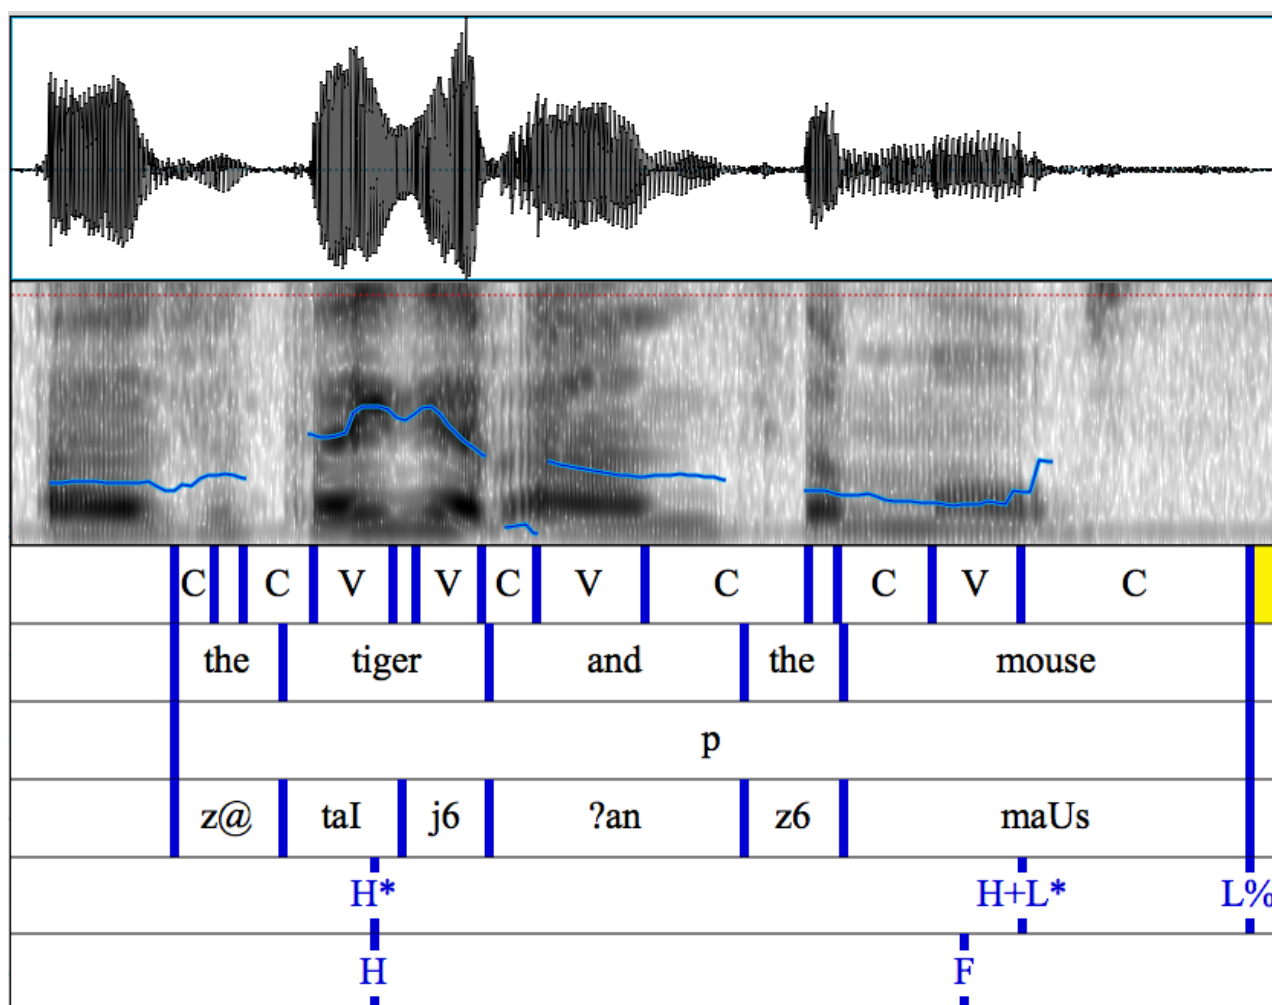 C C V V C V C C V C
the tiger and the mouse
p
z@ taI j6 ?an z6 maUs
H* H+L* L%
H F